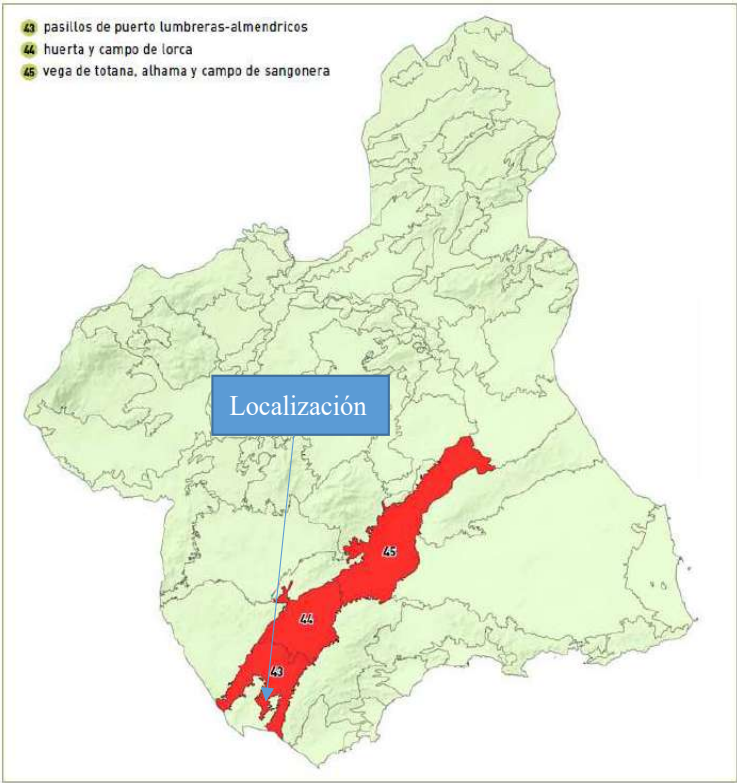 43 pasillos de puerto lumbreras-almendricos
44 huerta y campo de lorca
45 vega de totana, alhama y campo de sangonera
Localización
45
44
43